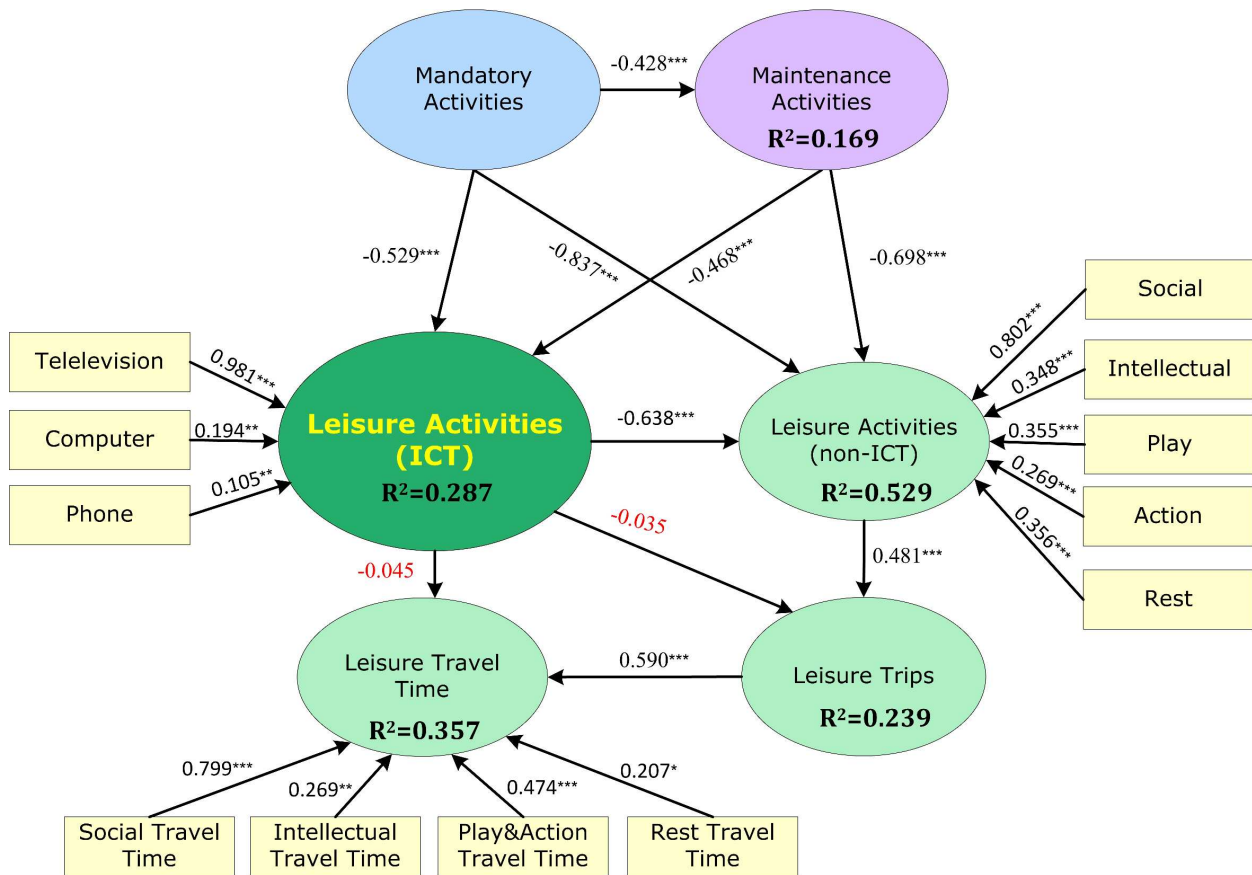 Mandatory
Activities
-0.428***
Maintenance
Activities
R²=0.169
-0.529***
-0.837***
-0.468***
-0.698***
Social
Intellectual
Play
Action
Rest
0.802***
0.348***
0.355***
0.269***
0.356***
Telelevision
Computer
Phone
0.981***
0.194**
0.105**
Leisure Activities
(ICT)
R²=0.287
-0.638***
Leisure Activities
(non-ICT)
R²=0.529
-0.035
0.481***
-0.045
Leisure Travel
Time
R²=0.357
0.590***
Leisure Trips
R²=0.239
0.799***
0.269**
0.474***
0.207*
Social Travel
Time
Intellectual
Travel Time
Play&Action
Travel Time
Rest Travel
Time